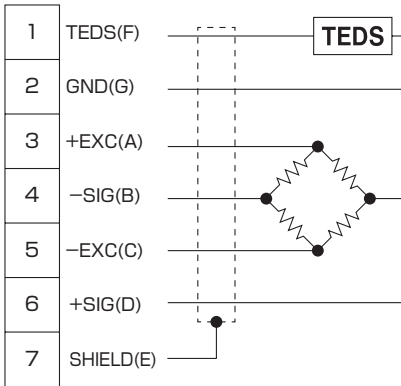 1 TEDS(F) TEDS
2 GND(G)
3 +EXC(A)
4 −SIG(B)
5 −EXC(C)
6 +SIG(D)
7 SHIELD(E)